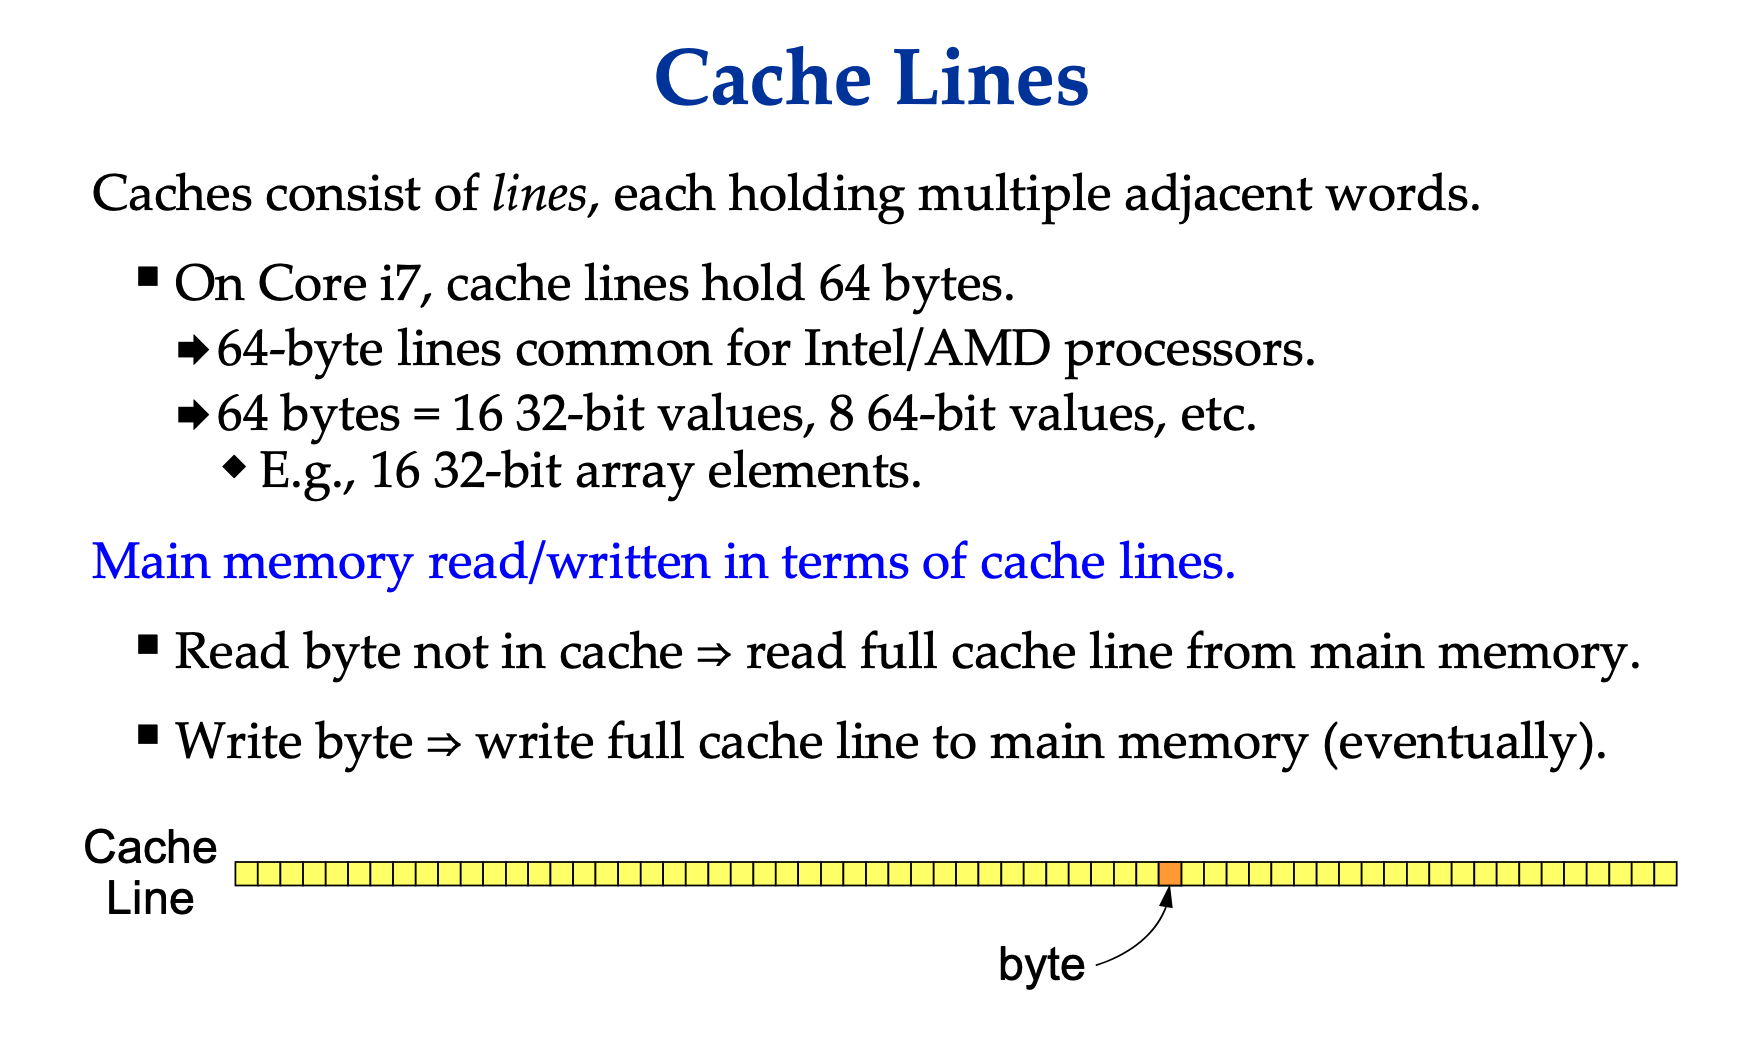 Cache Lines
Caches consist of lines, each holding multiple adjacent words.
■ On Core i7, cache lines hold 64 bytes.
➡ 64-byte lines common for Intel/AMD processors.
➡ 64 bytes = 16 32-bit values, 8 64-bit values, etc.
◆ E.g., 16 32-bit array elements.
Main memory read/written in terms of cache lines.
■ Read byte not in cache ⇒ read full cache line from main memory.
■ Write byte ⇒ write full cache line to main memory (eventually).
Cache
Line
byte